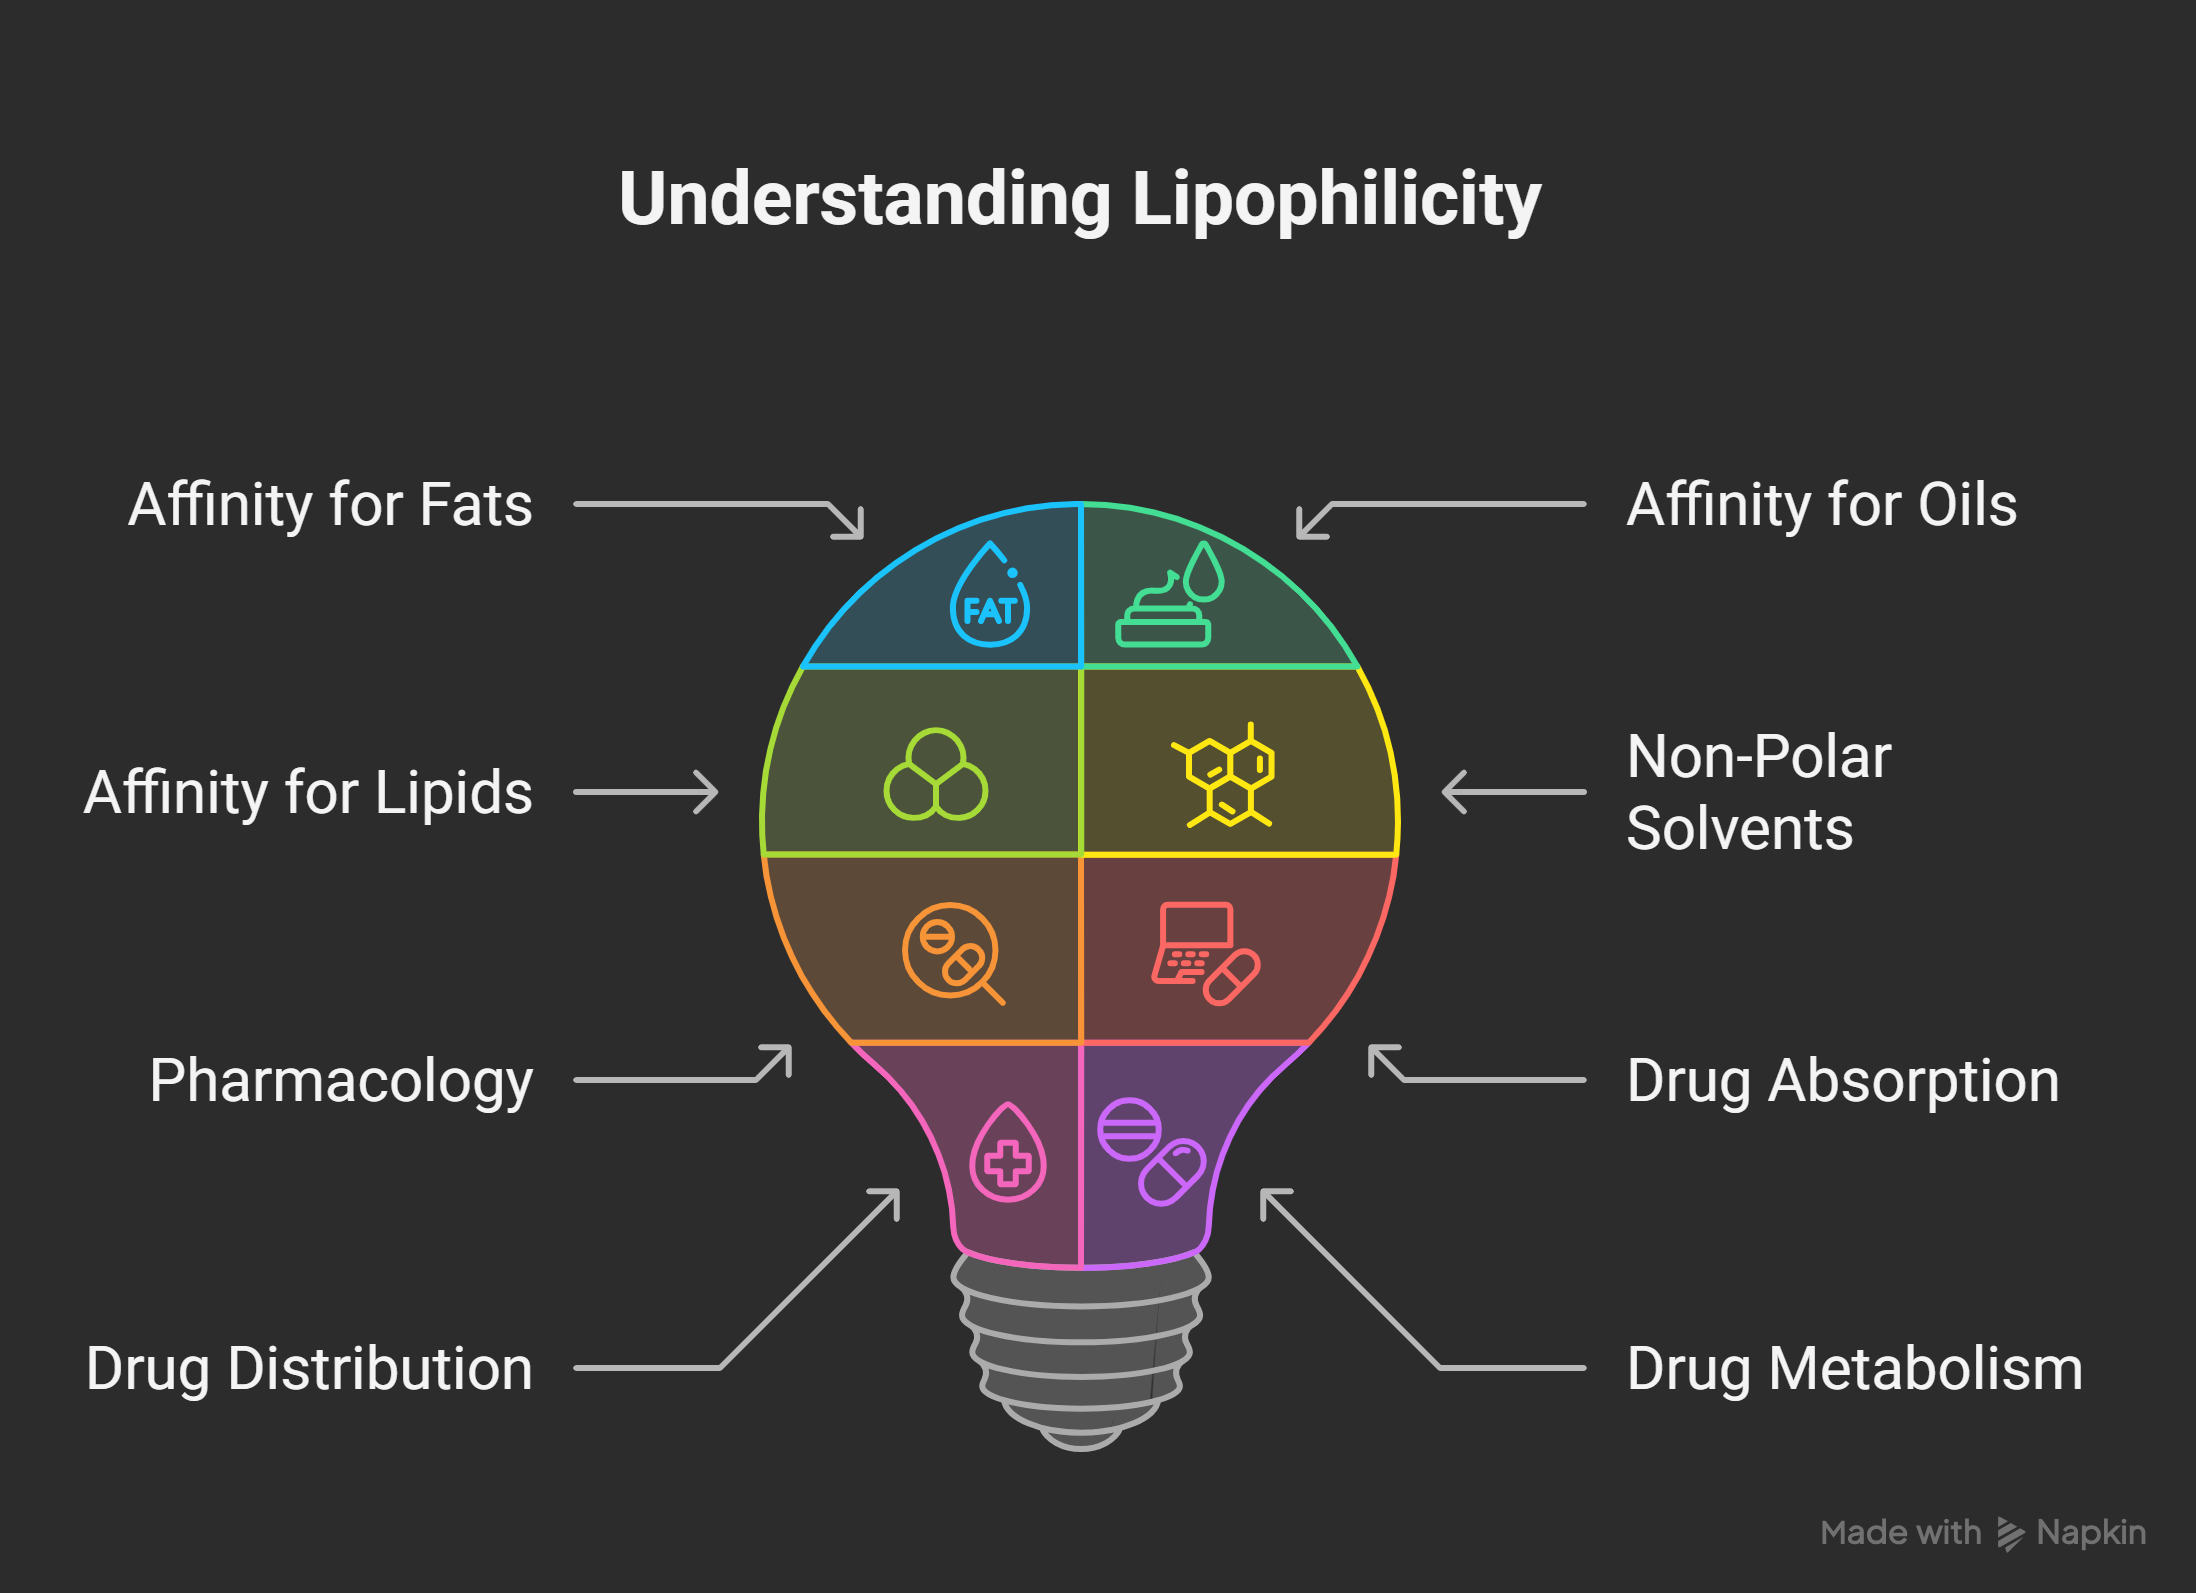 Understanding Lipophilicity
Affinity for Fats
Affinity for Oils
FAT
Affinity for Lipids
Non-Polar
Solvents
Pharmacology
Drug Absorption
Drug Distribution
Drug Metabolism
Made with Napkin